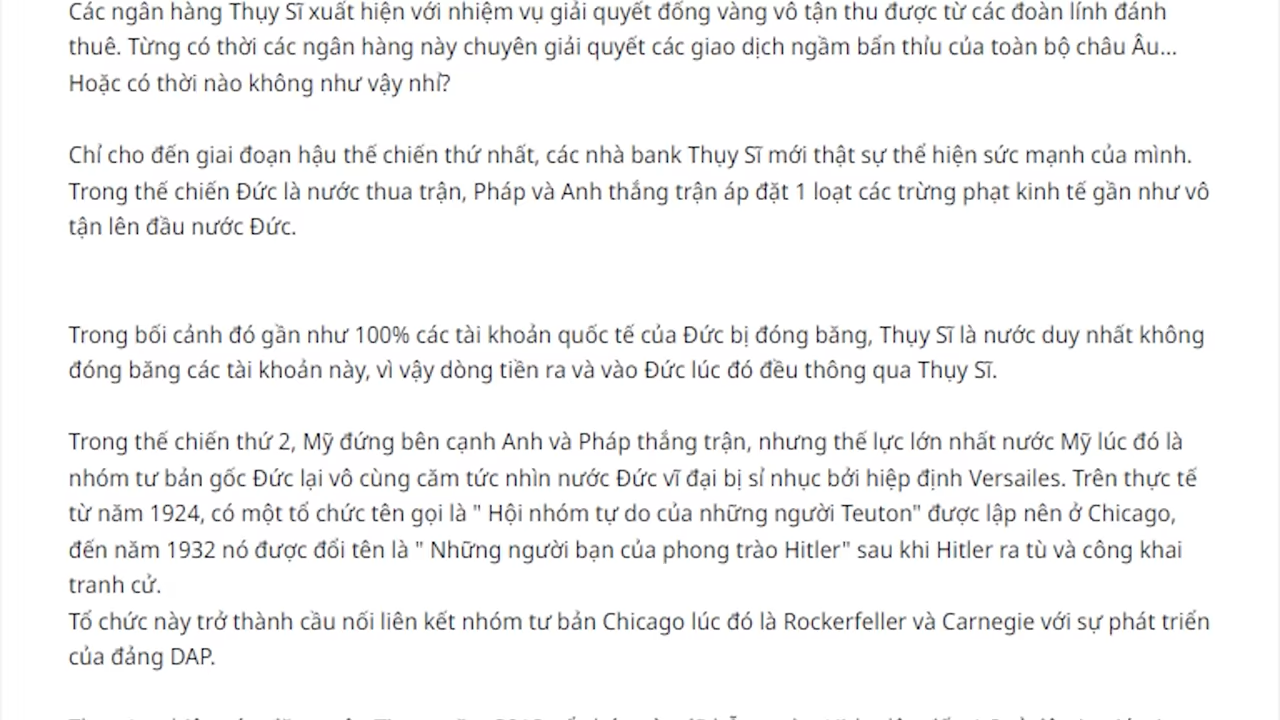 Các ngân hàng Thụy Sĩ xuất hiện với nhiệm vụ giải quyết đống vàng vô tận thu được từ các đoàn lính đánh
thuê. Từng có thời các ngân hàng này chuyên giải quyết các giao dịch ngầm bẩn thỉu của toàn bộ châu Âu...
Hoặc có thời nào không như vậy nhỉ?
Chỉ cho đến giai đoạn hậu thế chiến thứ nhất, các nhà bank Thụy Sĩ mới thật sự thể hiện sức mạnh của mình.
Trong thế chiến Đức là nước thua trận, Pháp và Anh thắng trận áp đặt 1 loạt các trừng phạt kinh tế gần như vô
tận lên đầu nước Đức.
Trong bối cảnh đó gần như 100% các tài khoản quốc tế của Đức bị đóng băng, Thụy Sĩ là nước duy nhất không
đóng băng các tài khoản này, vì vậy dòng tiền ra và vào Đức lúc đó đều thông qua Thụy Sĩ.
Trong thế chiến thứ 2, Mỹ đứng bên cạnh Anh và Pháp thắng trận, nhưng thế lực lớn nhất nước Mỹ lúc đó là
nhóm tư bản gốc Đức lại vô cùng căm tức nhìn nước Đức vĩ đại bị sỉ nhục bởi hiệp định Versailes. Trên thực tế
từ năm 1924, có một tổ chức tên gọi là " Hội nhóm tự do của những người Teuton" được lập nên ở Chicago,
đến năm 1932 nó được đổi tên là " Những người bạn của phong trào Hitler" sau khi Hitler ra tù và công khai
tranh cử.
Tổ chức này trở thành cầu nối liên kết nhóm tư bản Chicago lúc đó là Rockerfeller và Carnegie với sự phát triển
của đảng DAP.